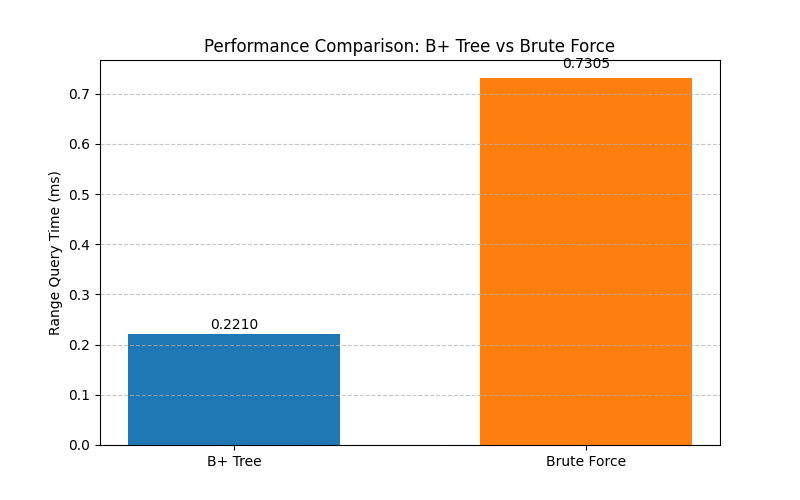 Performance Comparison: B+ Tree vs Brute Force
0.7305
0.7
0.6
0.5
0.4
0.3
0.2210
0.2
0.1
0.0
Range Query Time (ms)
B+ Tree
Brute Force